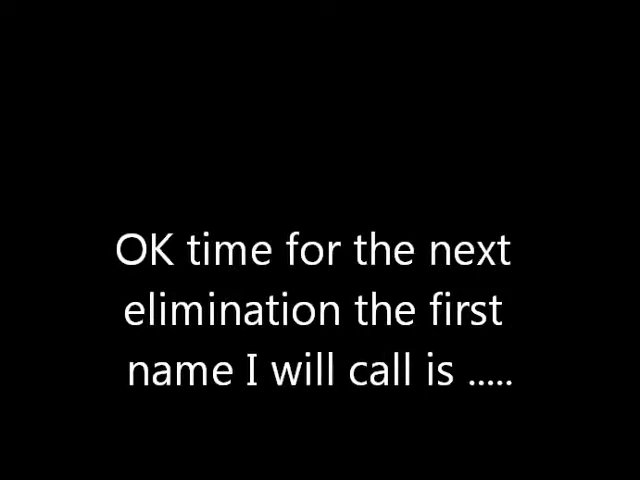 OK time for the next
elimination the first
name I will call is .....